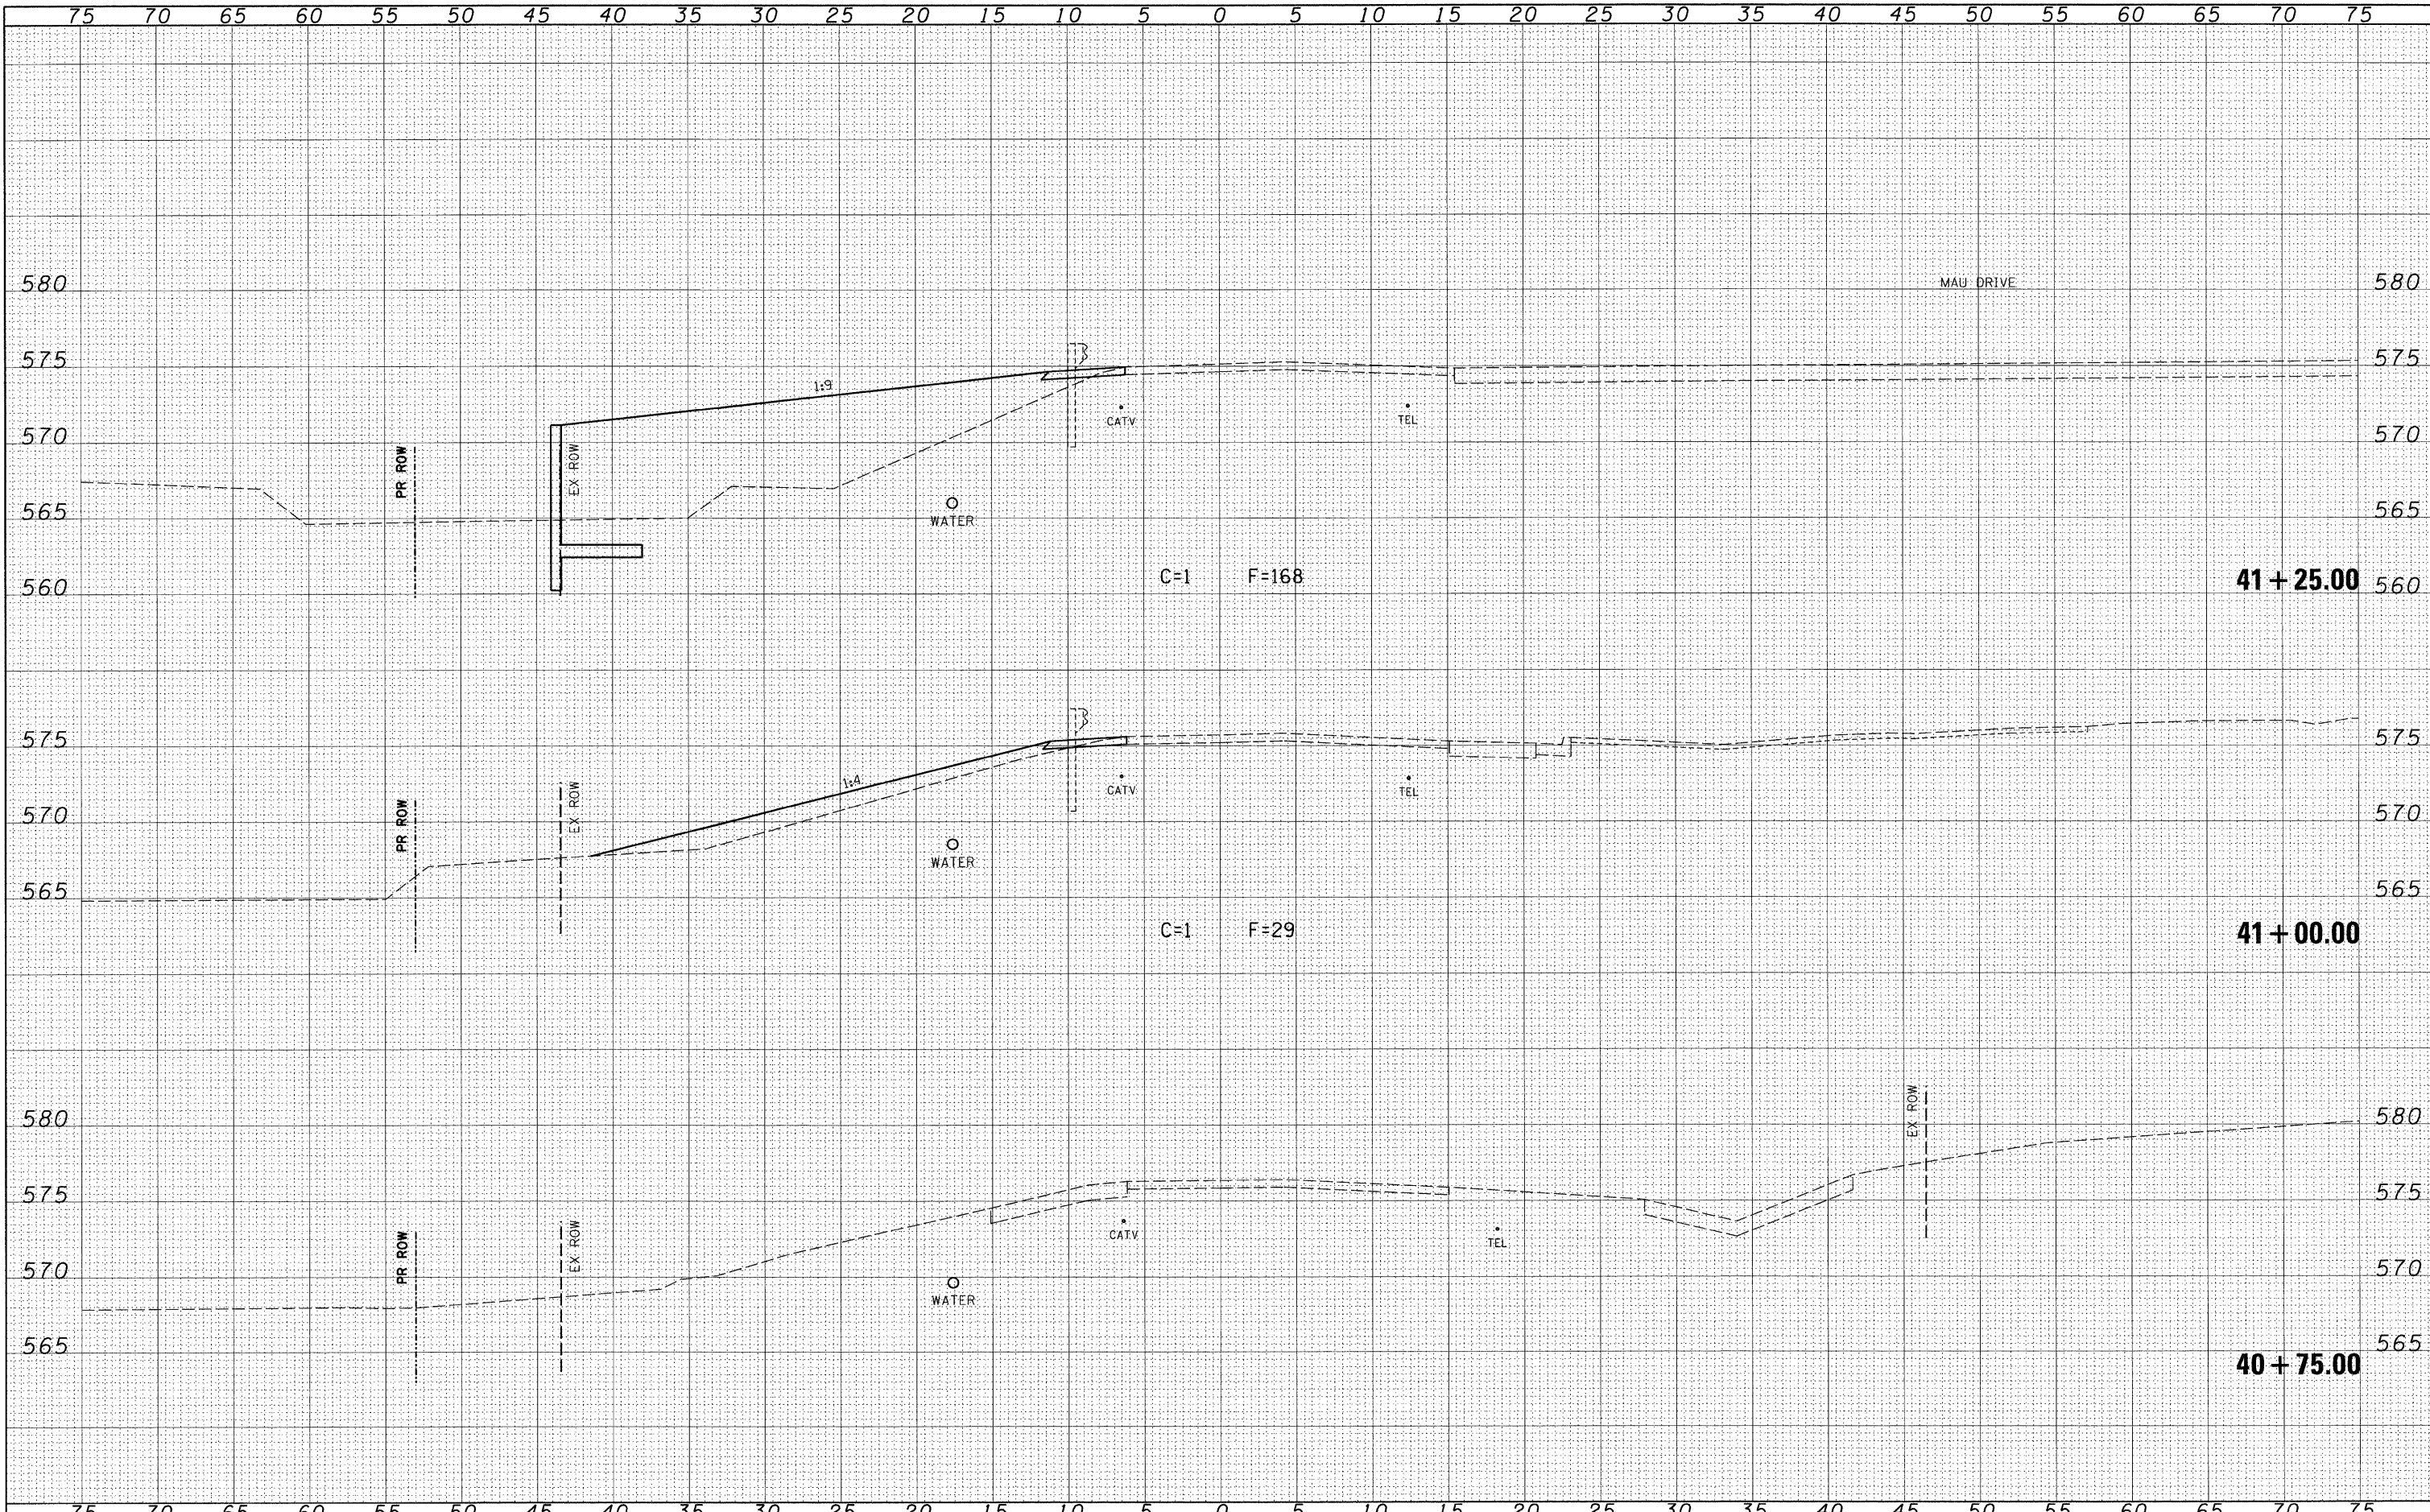 75 70 65 60 55 50 45 40 35 30 25 20 15 10 5 0 5 10 15 20 25 30 35 40 45 50 55 60 65 70 75
580 MAU DRIVE 580
575 575
1:9
CATV TEL
570 570
PR ROW EX ROW
565 WATER 565
C=1 F=168 41+25.00
560 560
575 575
1:4
CATV TEL
570 570
PR ROW EX ROW
WATER
565 565
C=1 F=29 41+00.00
EX ROW
580 580
575 575
CATV TEL
PR ROW EX ROW
570 570
WATER
565 565
40+75.00
75 70 65 60 55 50 45 40 35 30 25 20 15 10 5 0 5 10 15 20 25 30 35 40 45 50 55 60 65 70 75